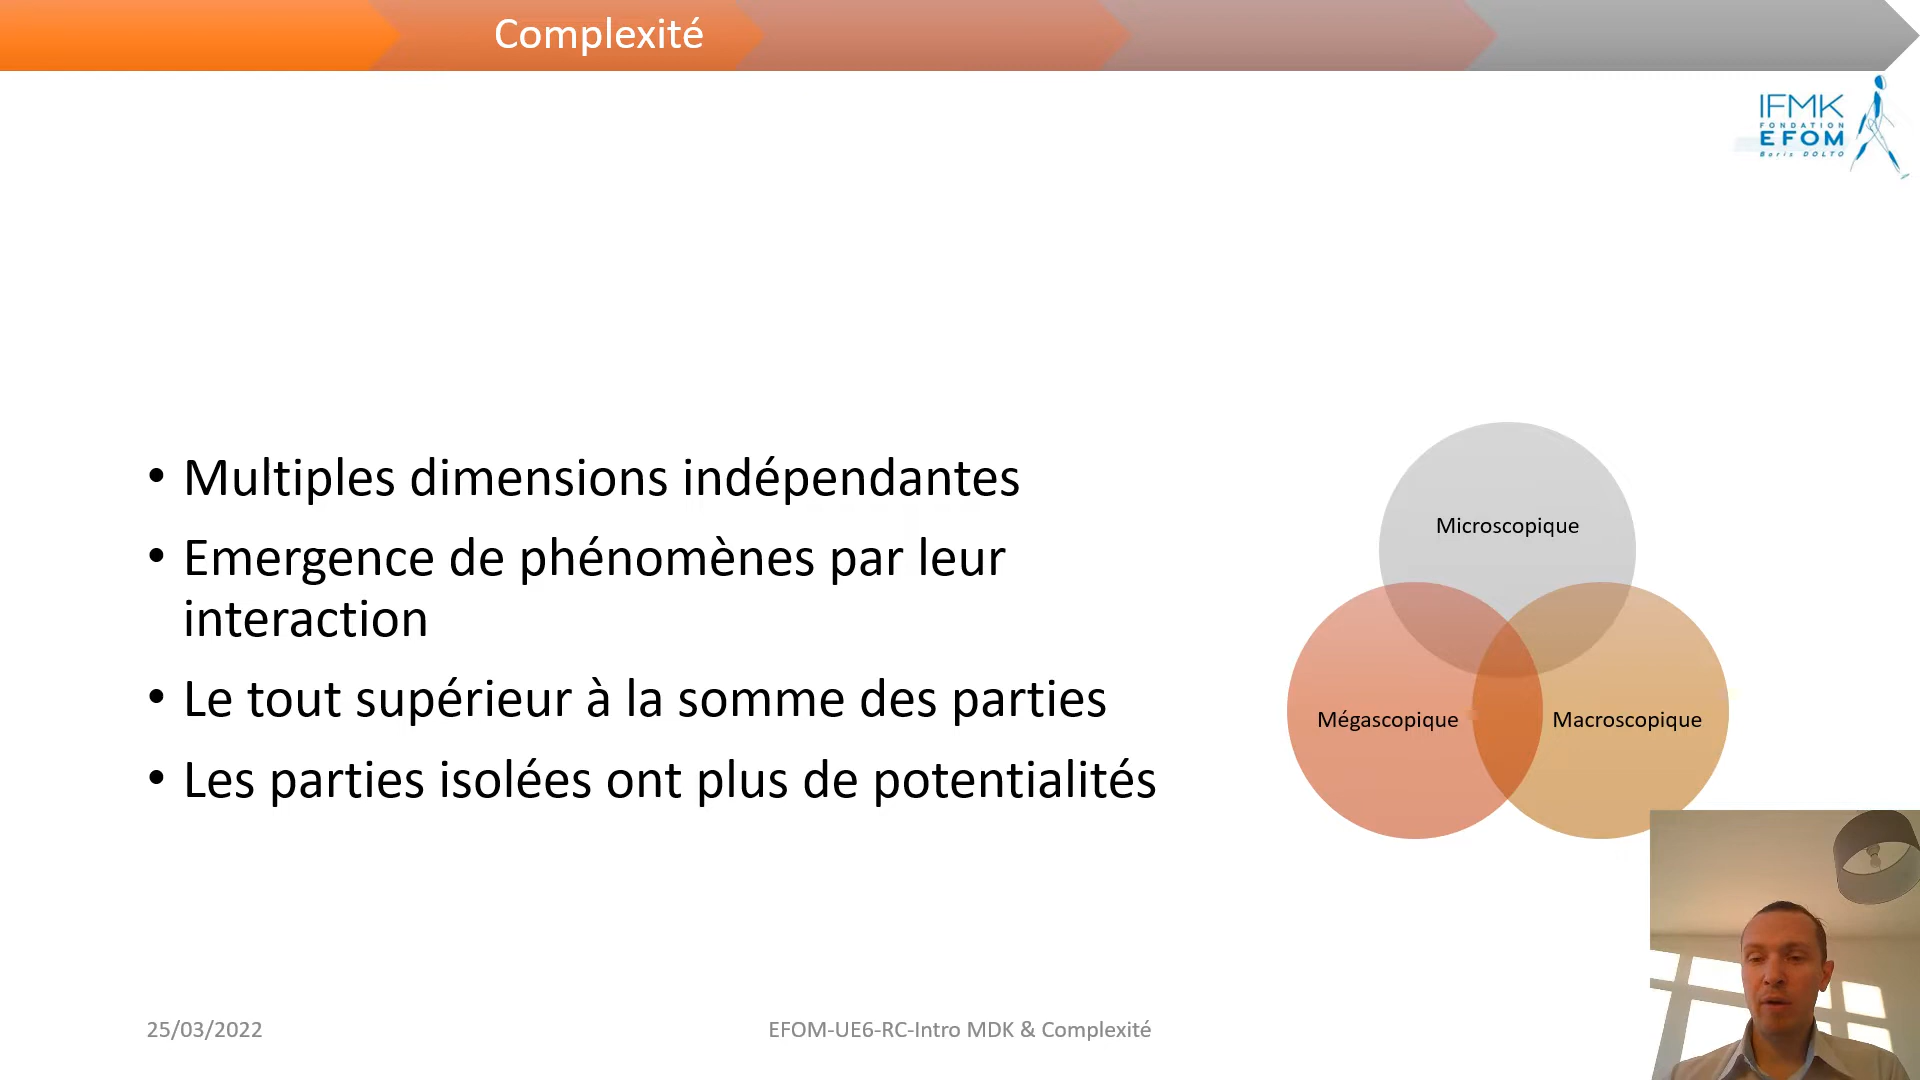 Complexité
IFMK
FONDATION
EFOM
Boris DOLTO
• Multiples dimensions indépendantes
• Emergence de phénomènes par leur
interaction
• Le tout supérieur à la somme des parties
• Les parties isolées ont plus de potentialités
Microscopique
Mégascopique
Macroscopique
25/03/2022
EFOM-UE6-RC-Intro MDK & Complexité